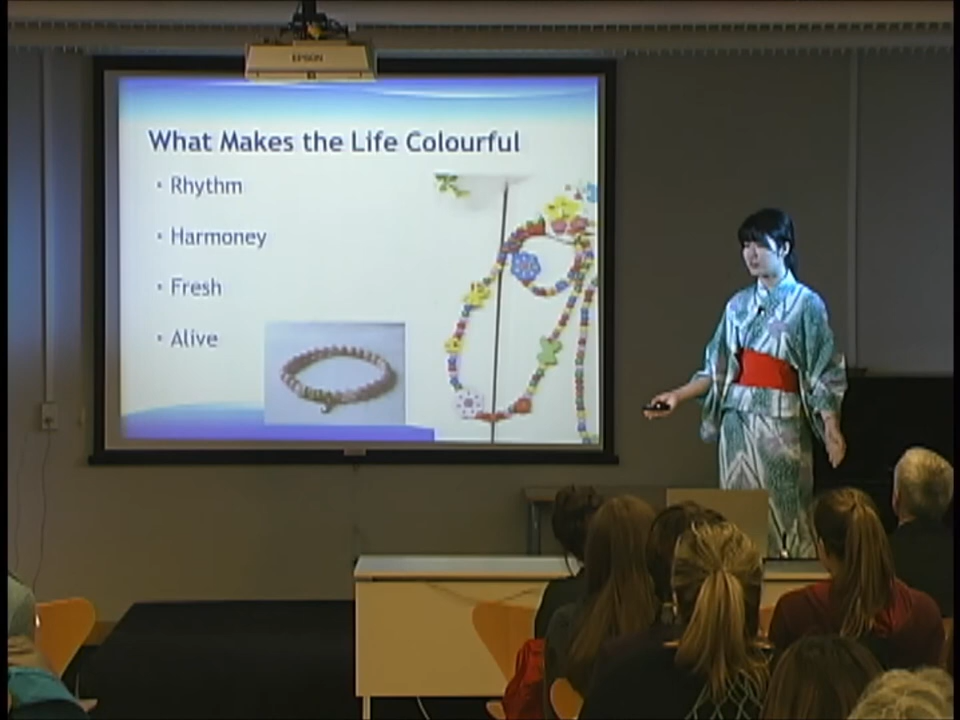 EPSON
What Makes the Life Colourful
• Rhythm
• Harmoney
• Fresh
• Alive